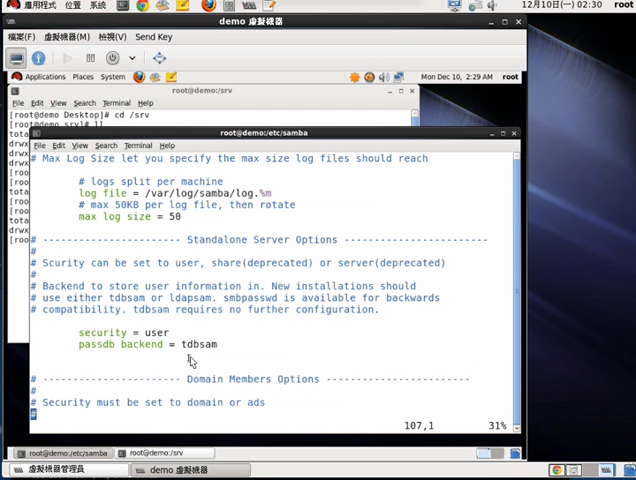 應用程式 位置 系統 12月10日(一) 02:30 root
demo 虛擬機器
檔案(F) 虛擬機器(M) 檢視(V) Send Key
Applications Places System Mon Dec 10, 2:29 AM root
root@demo:/srv
File Edit View Search Terminal Help
[root@demo Desktop]# cd /srv
[root@demo srv]# ll
root@demo:/etc/samba
File Edit View Search Terminal Help
# Max Log Size let you specify the max size log files should reach
# logs split per machine
log file = /var/log/samba/log.%m
# max 50KB per log file, then rotate
max log size = 50
# ---------------------- Standalone Server Options -----------------------
#
# Scurity can be set to user, share(deprecated) or server(deprecated)
#
# Backend to store user information in. New installations should
# use either tdbsam or ldapsam. smbpasswd is available for backwards
# compatibility. tdbsam requires no further configuration.
security = user
passdb backend = tdbsam
# ---------------------- Domain Members Options -----------------------
#
# Security must be set to domain or ads
#
107,1 31%
root@demo:/etc/samba root@demo:/srv
虛擬機器管理員 demo 虛擬機器